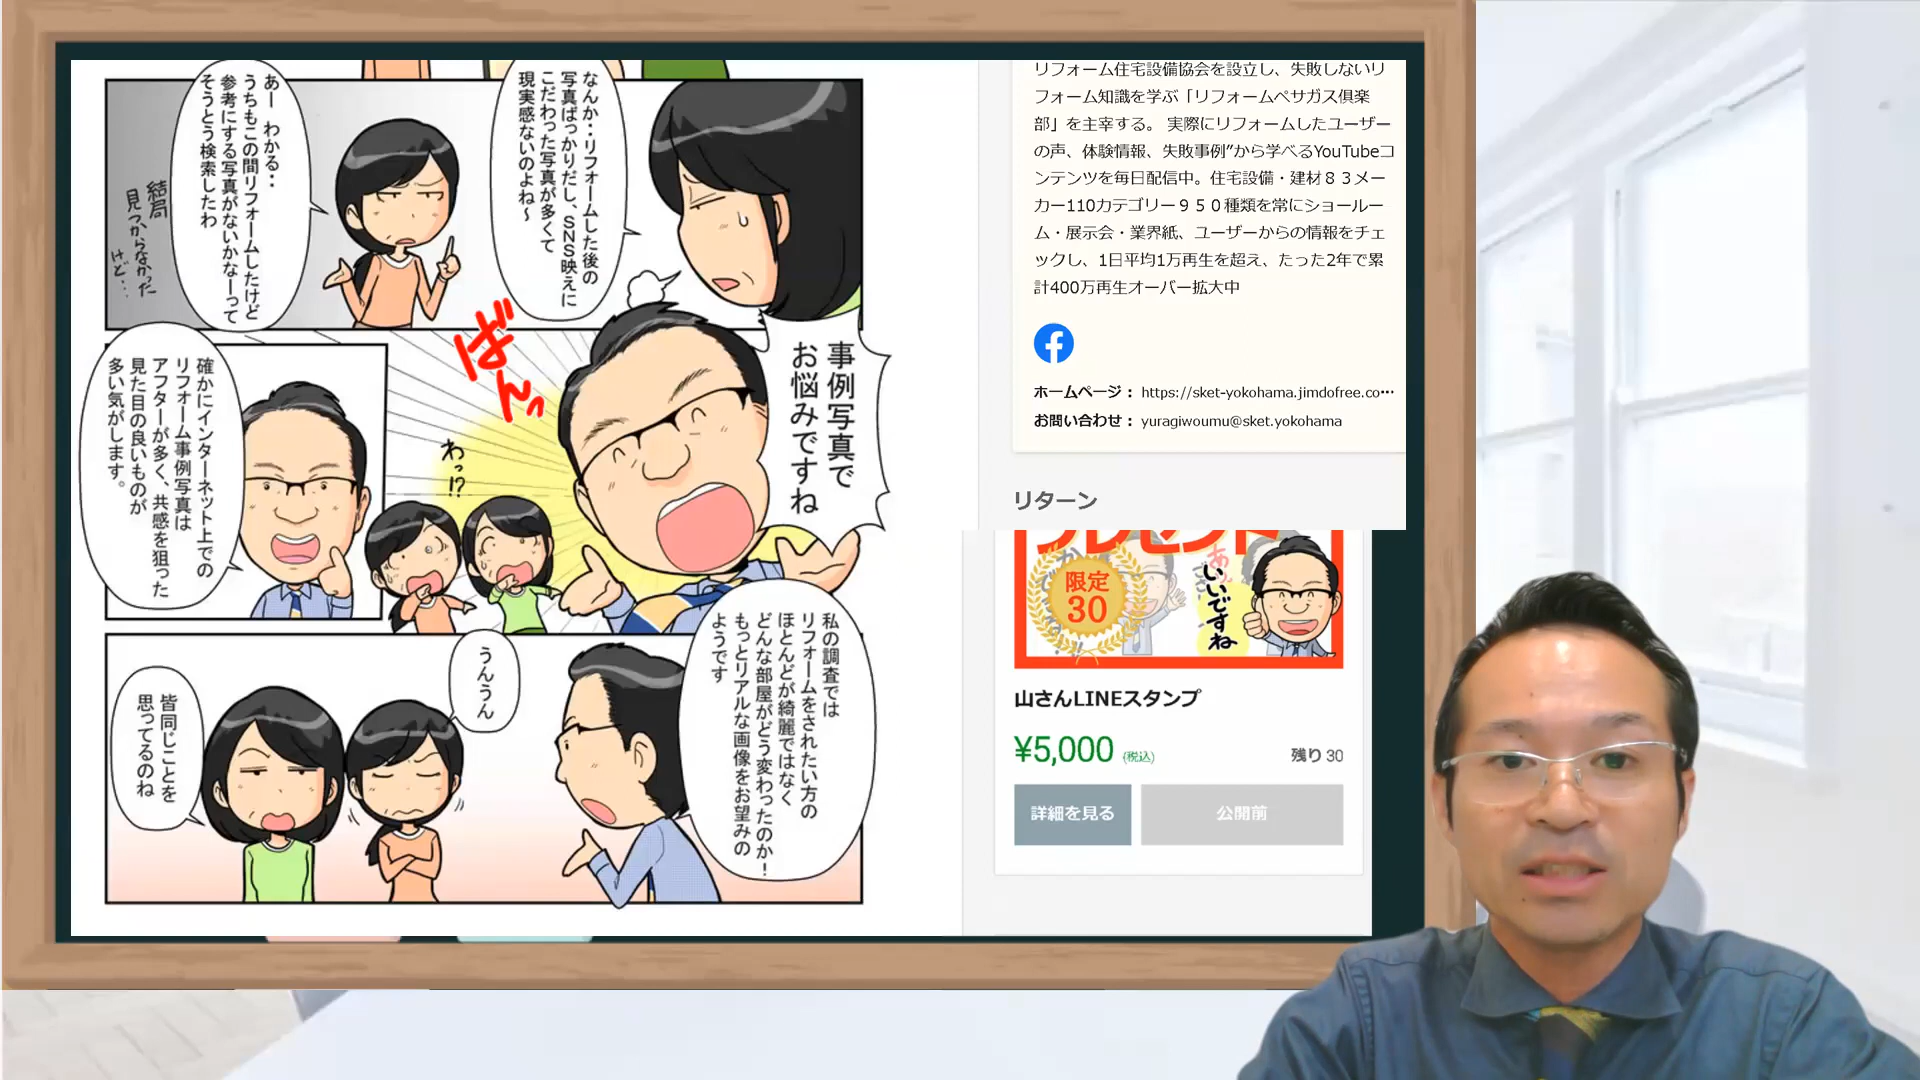 なんか・・リフォームした後の
写真ばっかりだし、SNS映えに
こだわった写真が多くて
現実感ないのよね〜
あー わかる・・
うちもこの間リフォームしたけど
参考にする写真がないかなーって
そうとう検索したわ
結局
見つからなかった
けど…
事例写真で
お悩みですね
ばんっ
わっ!?
確かにインターネット上での
リフォーム事例写真は
アフターが多く、共感を狙った
見た目の良いものが
多い気がします。
私の調査では
リフォームをされたい方の
ほとんどが綺麗ではなく
どんな部屋がどう変わったのか！
もっとリアルな画像をお望みの
ようです
うんうん
皆同じことを
思ってるのね
リフォーム住宅設備協会を設立し、失敗しないリ
フォーム知識を学ぶ「リフォームペサガス倶楽
部」を主宰する。 実際にリフォームしたユーザー
の声、体験情報、失敗事例”から学べるYouTubeコ
ンテンツを毎日配信中。住宅設備・建材８３メー
カー110カテゴリー９５０種類を常にショールー
ム・展示会・業界紙、ユーザーからの情報をチェ
ックし、1日平均1万再生を超え、たった2年で累
計400万再生オーバー拡大中
ホームページ： https://sket-yokohama.jimdofree.co…
お問い合わせ： yuragiwoumu@sket.yokohama
リターン
プレゼント
限定
30
いいですね
山さんLINEスタンプ
¥5,000 (税込)
残り 30
詳細を見る
公開前